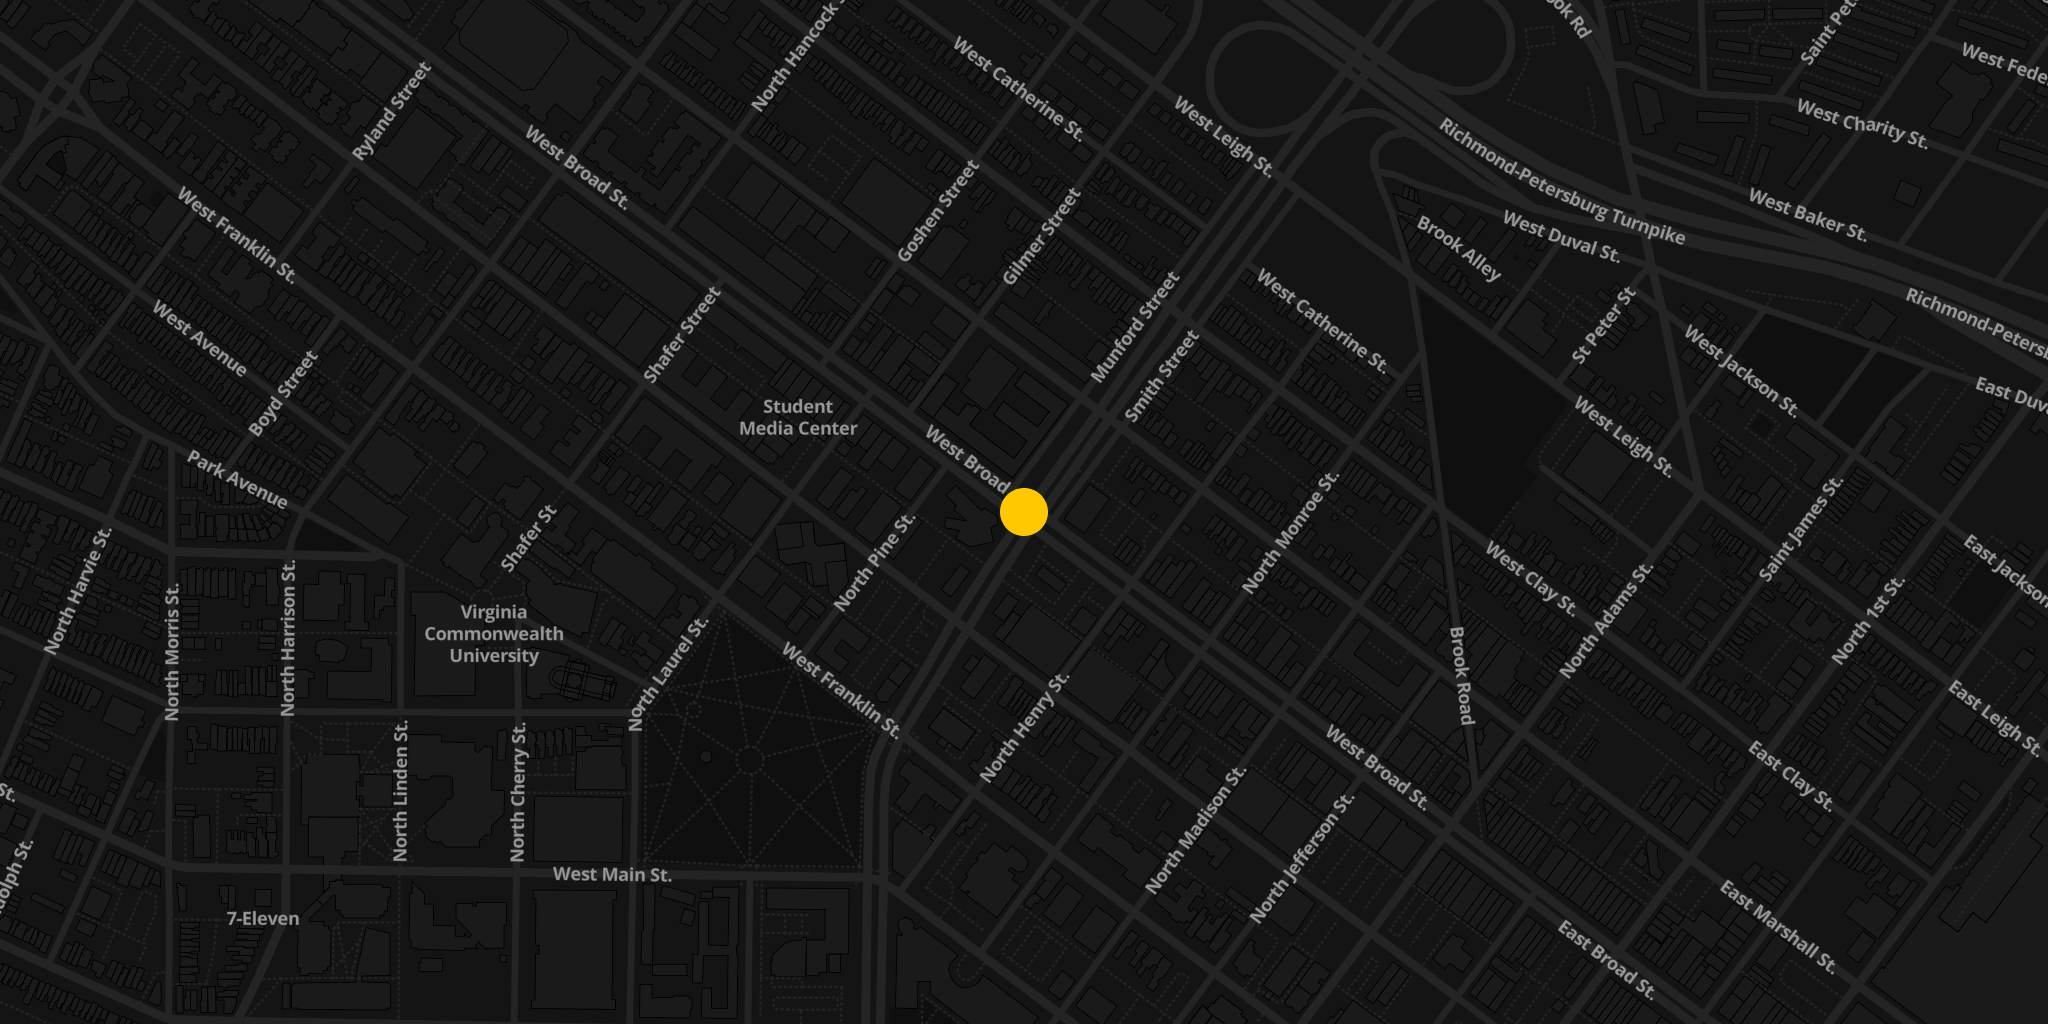 North Hancock
West Catherine St.
ok Rd
Saint Pet
West Fede
Ryland Street
West Broad St.
West Leigh St.
Richmond-Petersburg Turnpike
West Charity St.
West Franklin St.
Goshen Street
Gilmer Street
Brook Alley
West Duval St.
West Baker St.
West Avenue
Boyd Street
Shafer Street
Munford Street
Smith Street
West Catherine St.
St Peter St
West Jackson St.
Richmond-Petersb
East Duva
Student
Media Center
West Broad
West Leigh St.
Park Avenue
Shafer St.
North Pine St.
North Monroe St.
West Clay St.
Saint James St.
East Jackson
North Harvie St.
North Morris St.
North Harrison St.
Virginia
Commonwealth
University
North Laurel St.
West Franklin St.
North Henry St.
Brook Road
North Adams St.
North 1st St.
East Leigh St.
St.
North Linden St.
North Cherry St.
West Broad St.
East Clay St.
North Madison St.
North Jefferson St.
olph St.
West Main St.
7-Eleven
East Broad St.
East Marshall St.